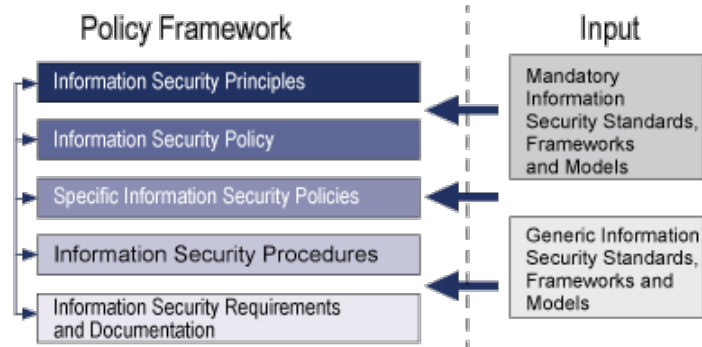 Policy Framework
Information Security Principles
Information Security Policy
Specific Information Security Policies
Information Security Procedures
Information Security Requirements
and Documentation
Input
Mandatory
Information
Security Standards,
Frameworks
and Models
Generic Information
Security Standards,
Frameworks and
Models